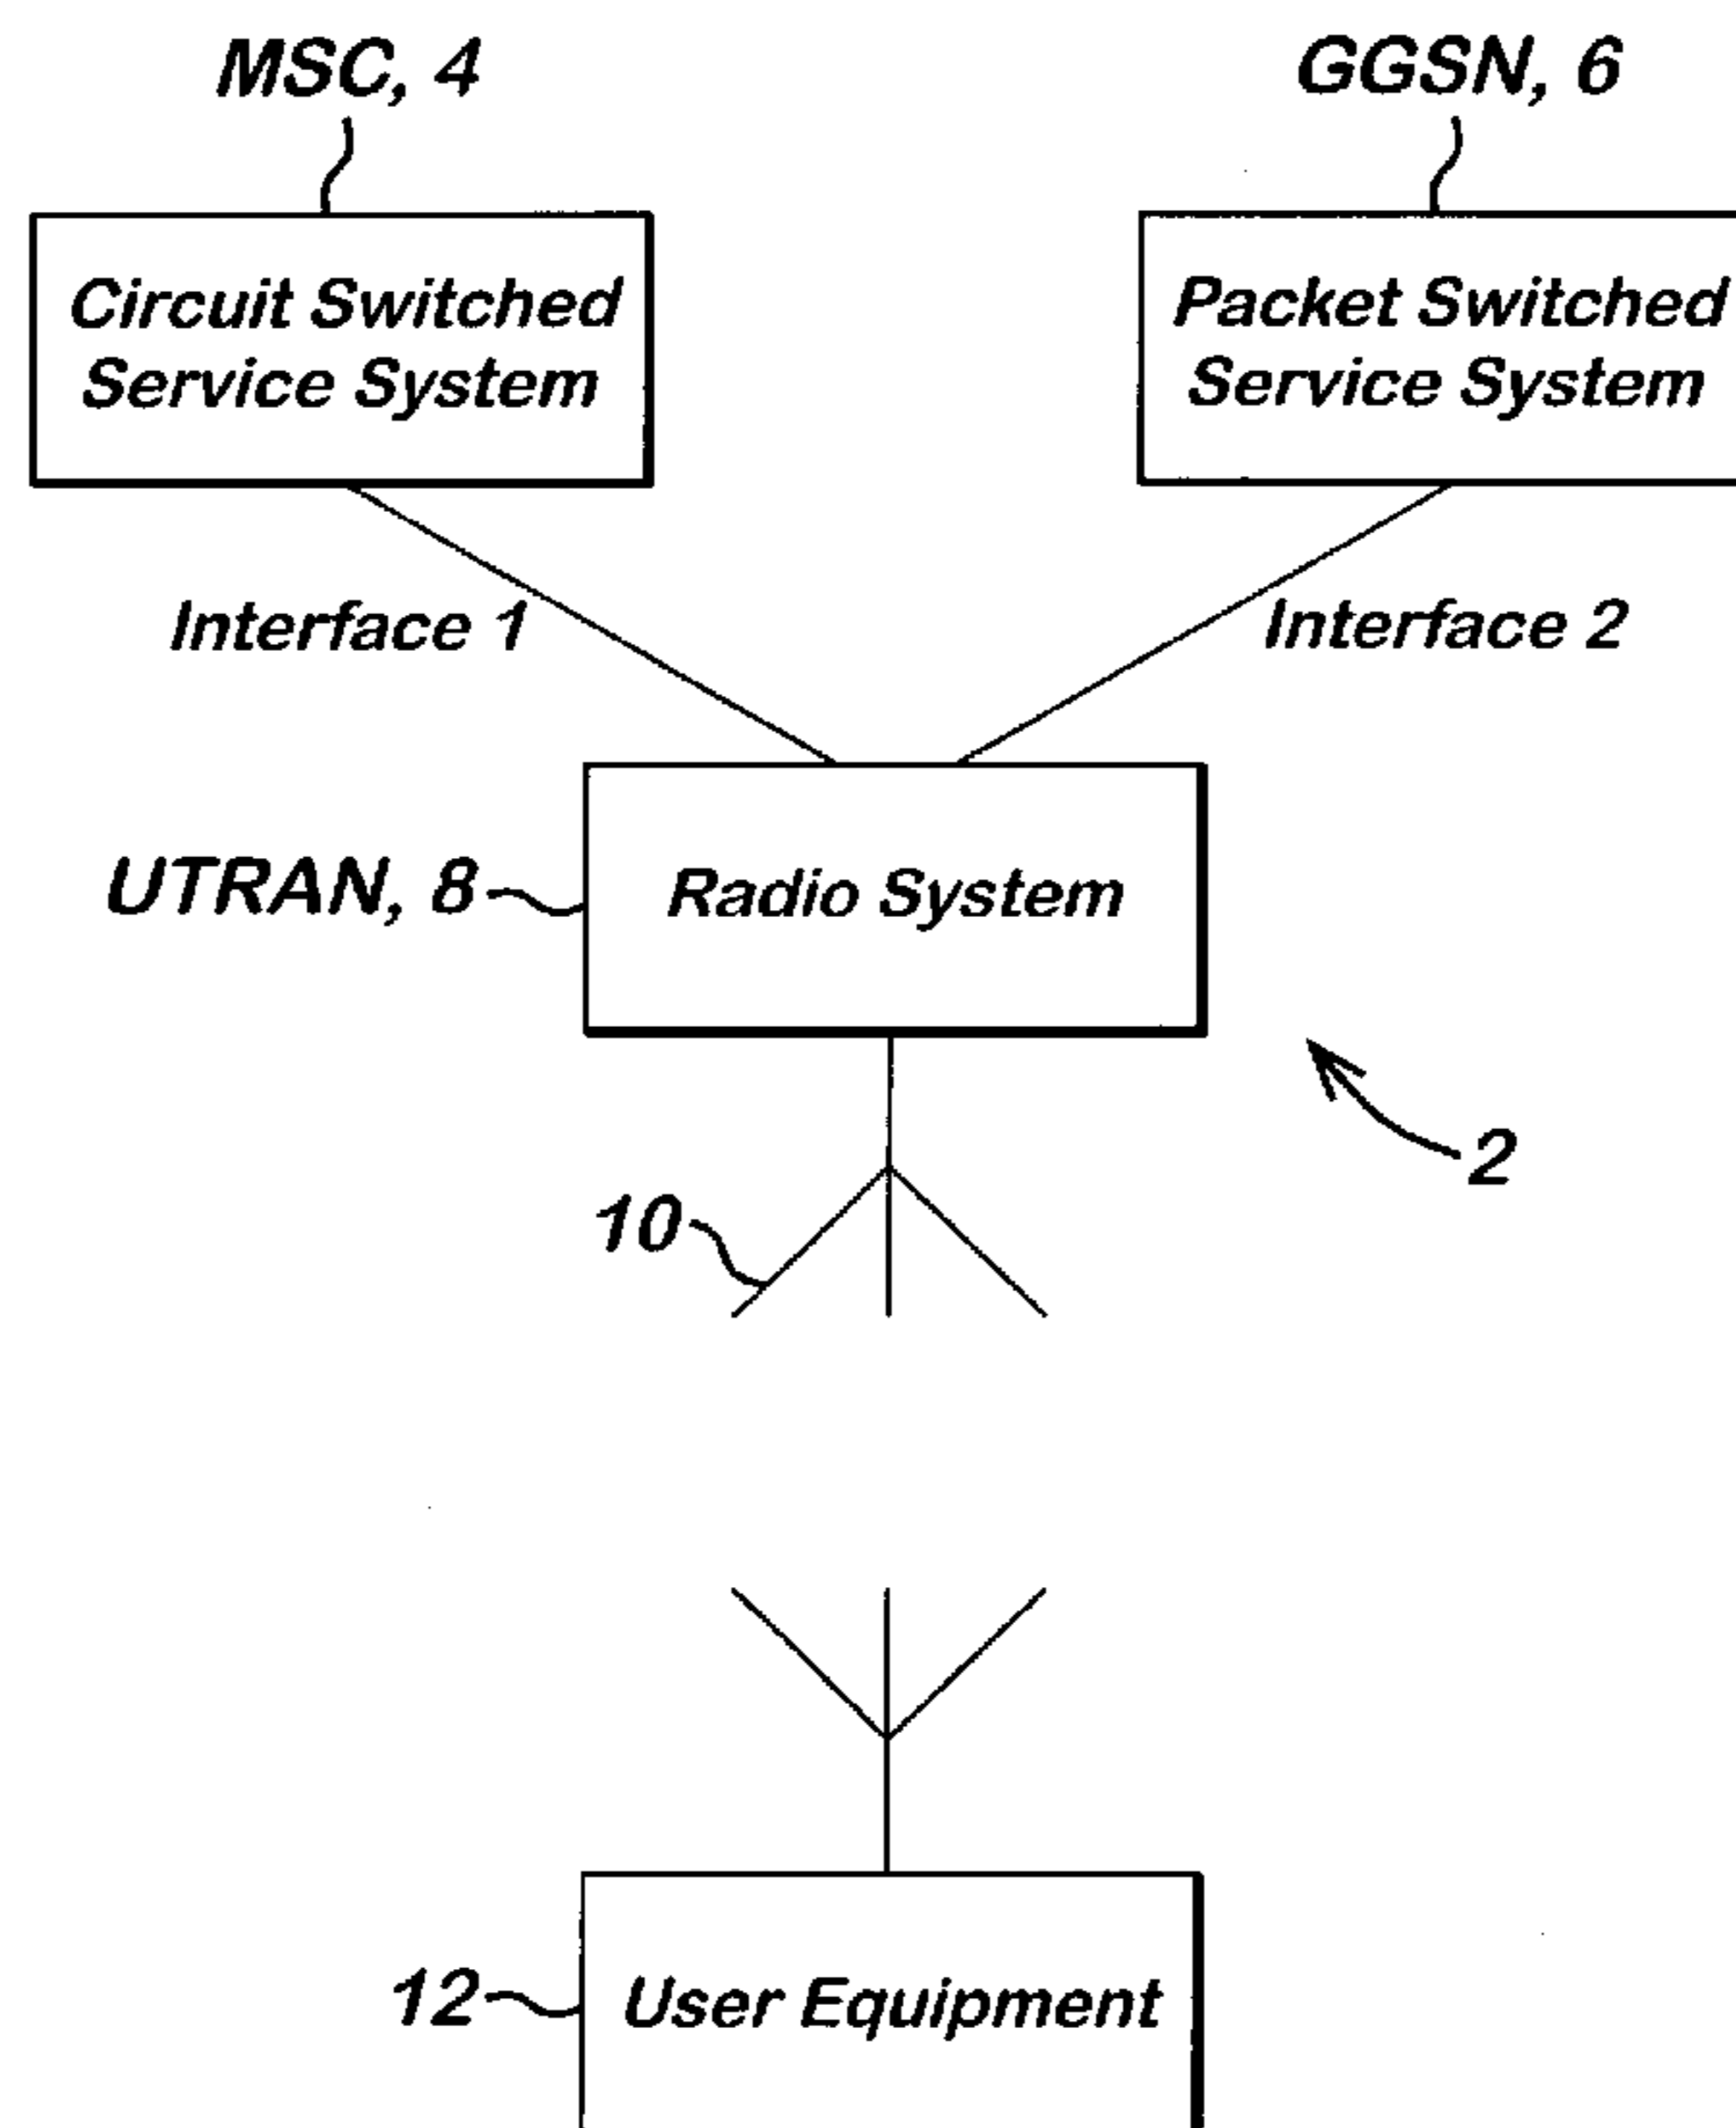 MSC, 4
GGSN, 6
Circuit Switched
Service System
Packet Switched
Service System
Interface 1
Interface 2
UTRAN, 8
Radio System
2
10
12
User Equipment